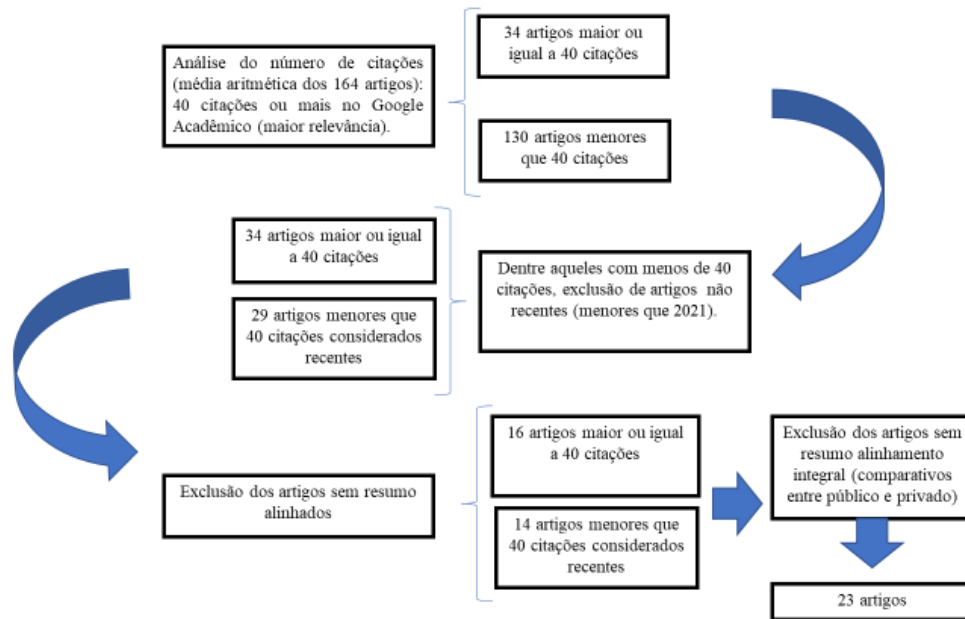 34 artigos maior ou
igual a 40 citações
Análise do número de citações
(média aritmética dos 164 artigos):
40 citações ou mais no Google
Acadêmico (maior relevância).
130 artigos menores
que 40 citações
34 artigos maior ou igual
a 40 citações
29 artigos menores que
40 citações considerados
recentes
Dentre aqueles com menos de 40
citações, exclusão de artigos não
recentes (menores que 2021).
Exclusão dos artigos sem resumo
alinhados
16 artigos maior ou igual
a 40 citações
14 artigos menores que
40 citações considerados
recentes
Exclusão dos artigos sem
resumo alinhamento
integral (comparativos
entre público e privado)
23 artigos